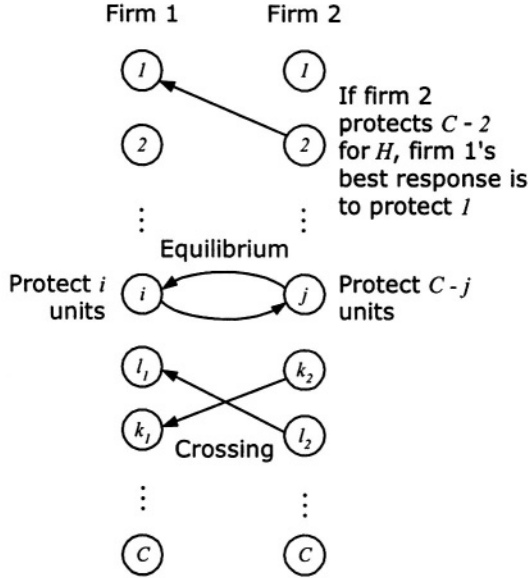 Firm 1 Firm 2
1 1
If firm 2
protects C - 2
for H, firm 1's
best response is
to protect 1
2 2
⋮ ⋮
Equilibrium
Protect i
units
i j
Protect C - j
units
l₁ k₂
k₁ l₂
Crossing
⋮ ⋮
C C